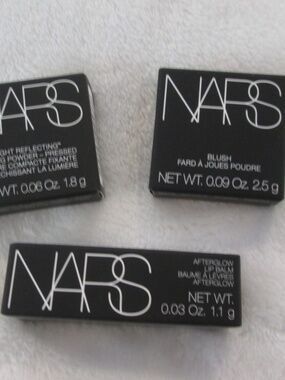 NARS
LIGHT REFLECTING
POWDER – PRESSED
COMPACTE FIXANTE
RÉFLÉCHISSANT LA LUMIÈRE
WT. 0.06 Oz. 1.8 g
NARS
BLUSH
FARD À JOUES POUDRE
NET WT. 0.09 Oz. 2.5 g
NARS
AFTERGLOW
LIP BALM
BAUME À LÈVRES
AFTERGLOW
NET WT.
0.03 Oz. 1.1 g